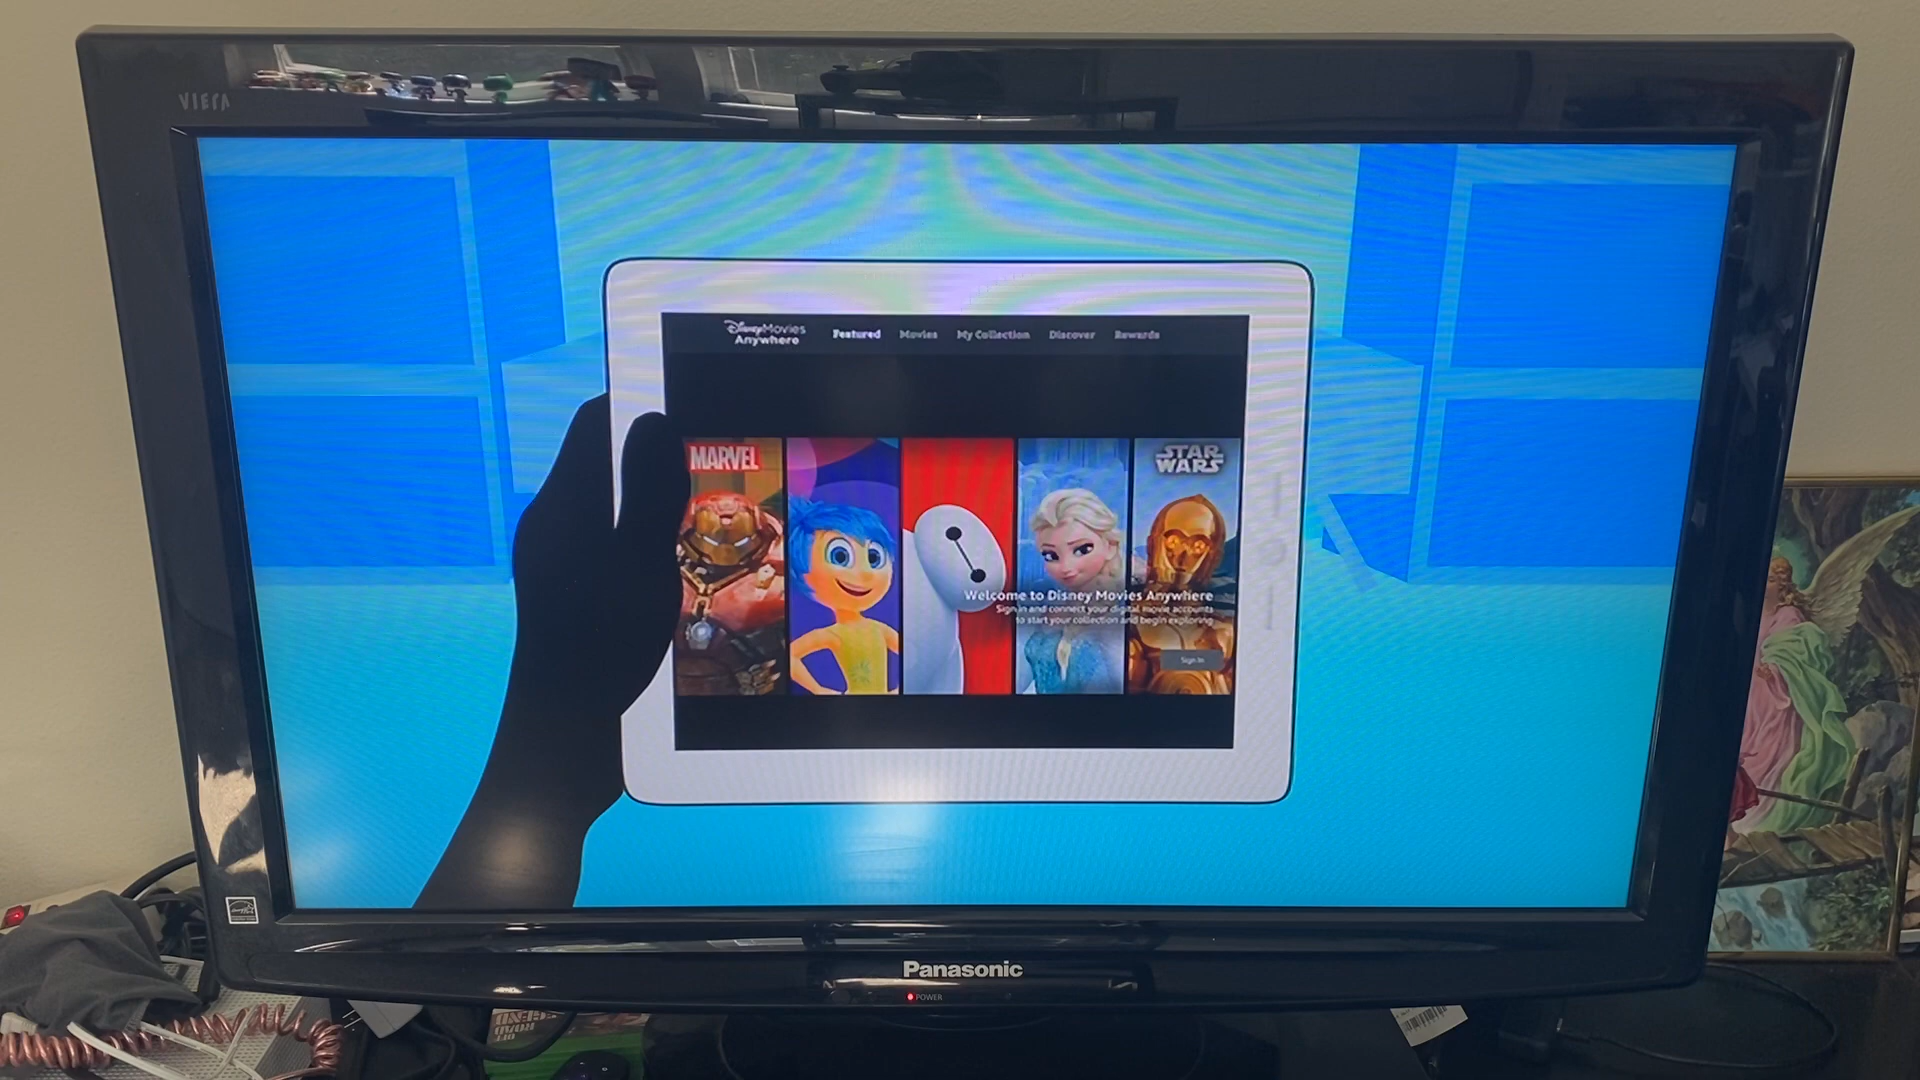 VIERA
Disney Movies
Anywhere
Featured
Movies
My Collection
Discover
Rewards
MARVEL
STAR
WARS
Welcome to Disney Movies Anywhere
Sign in and connect your digital movie accounts
to start your collection and begin exploring
Sign In
Panasonic
POWER